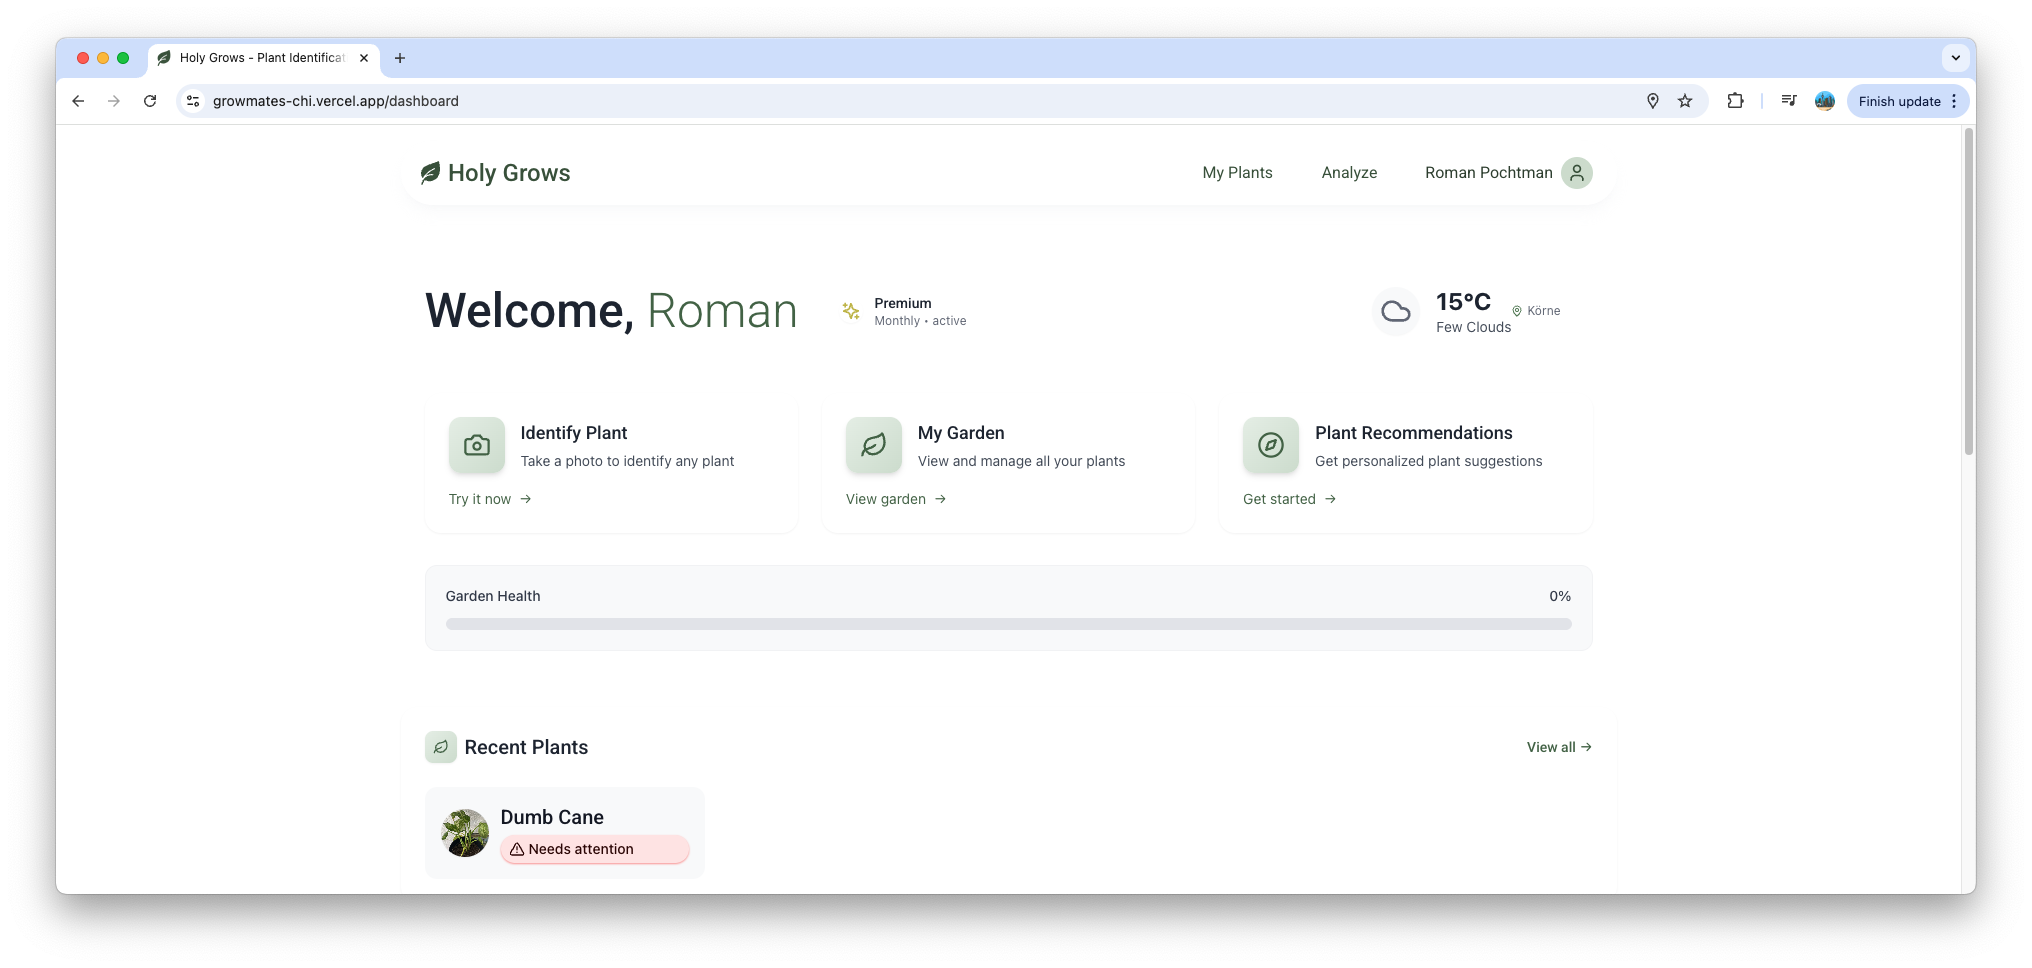 Holy Grows - Plant Identificat
growmates-chi.vercel.app/dashboard
Finish update
Holy Grows
My Plants
Analyze
Roman Pochtman
Welcome, Roman
Premium
Monthly • active
15°C
Few Clouds
Körne
Identify Plant
Take a photo to identify any plant
Try it now →
My Garden
View and manage all your plants
View garden →
Plant Recommendations
Get personalized plant suggestions
Get started →
Garden Health
0%
Recent Plants
View all →
Dumb Cane
Needs attention